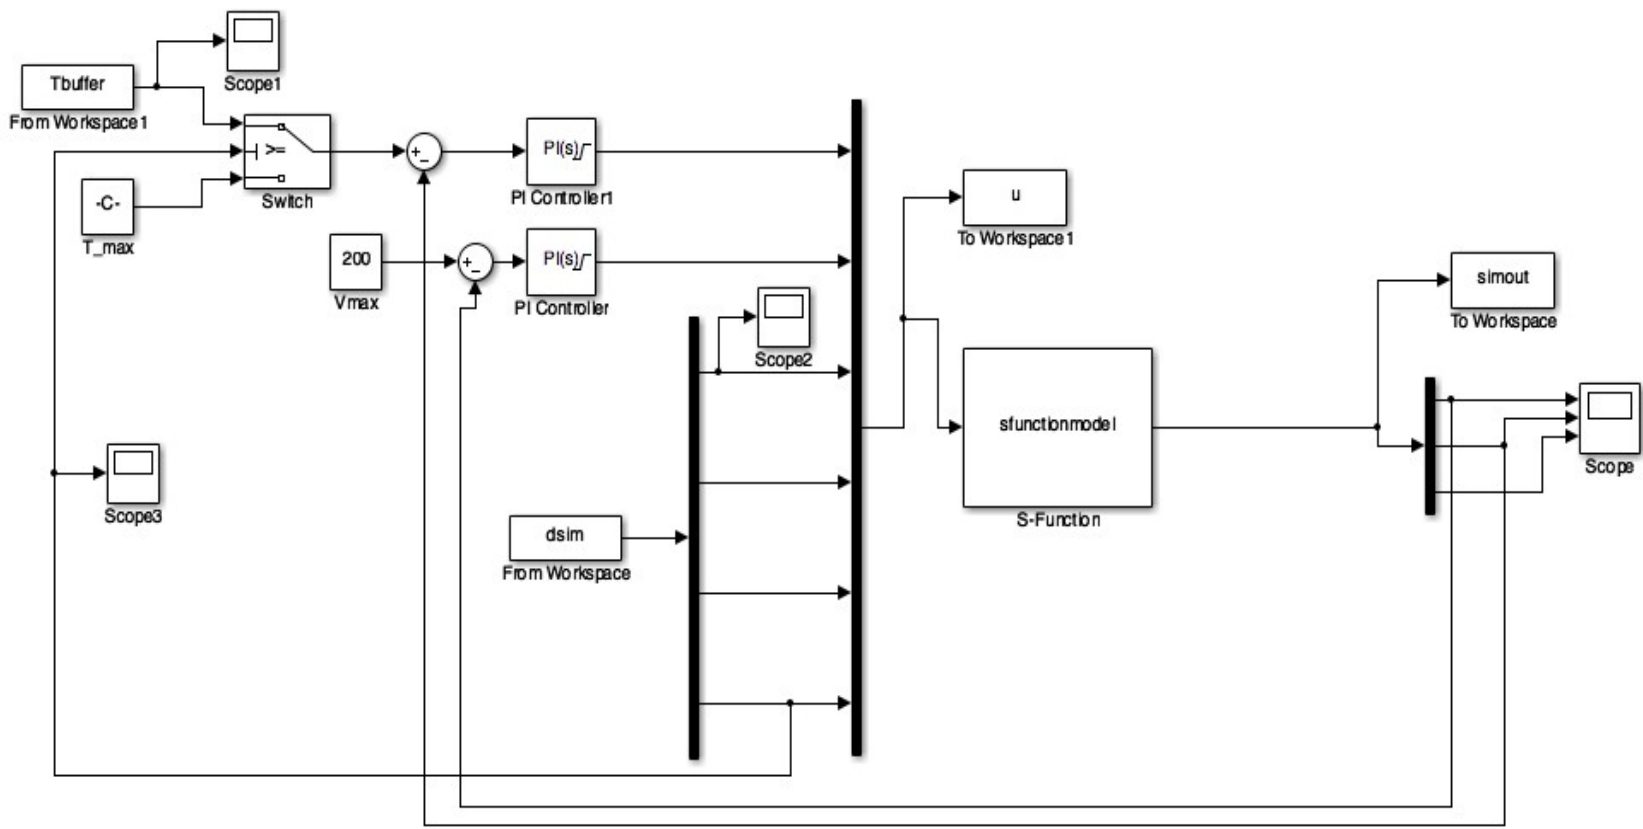 Scope1
Tbuffer
From Workspace1
>=
Switch
-C-
T_max
+
-
PI(s)
PI Controller1
200
Vmax
+
-
PI(s)
PI Controller
Scope2
u
To Workspace1
simout
To Workspace
Scope
sfunctionmodel
S-Function
Scope3
dsim
From Workspace